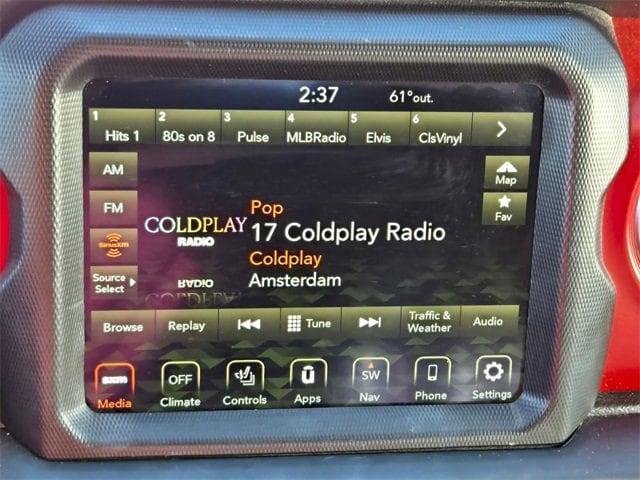 2:37 61°out.
1 Hits 1 2 80s on 8 3 Pulse 4 MLBRadio 5 Elvis 6 ClsVinyl
AM
FM
SiriusXM
Source
Select
Map
Fav
COLDPLAY
RADIO
Pop
17 Coldplay Radio
Coldplay
Amsterdam
RADIO
COLDPLAY
Browse Replay Tune Traffic &
Weather Audio
sxm OFF SW
Media Climate Controls Apps Nav Phone Settings